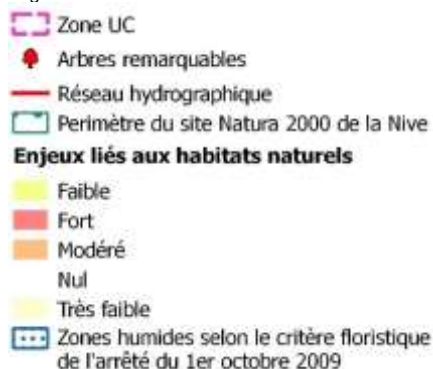 Zone UC
Arbres remarquables
Réseau hydrographique
Perimètre du site Natura 2000 de la Nive
Enjeux liés aux habitats naturels
Faible
Fort
Modéré
Nul
Très faible
Zones humides selon le critère floristique
de l'arrêté du 1er octobre 2009